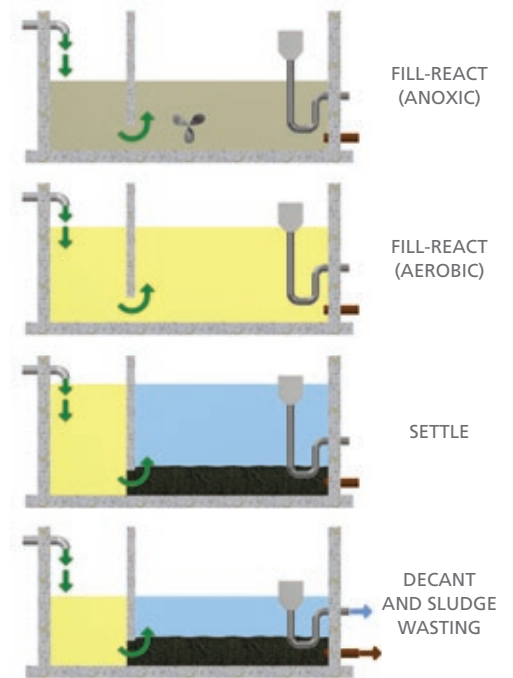 FILL-REACT
(ANOXIC)
FILL-REACT
(AEROBIC)
SETTLE
DECANT
AND SLUDGE
WASTING